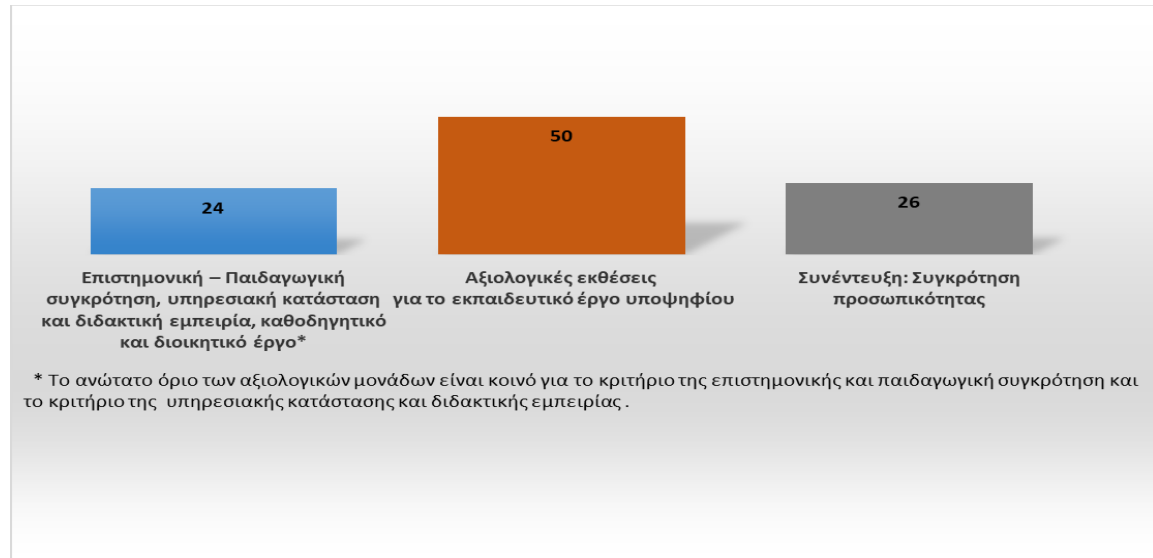 24
50
26
Επιστημονική – Παιδαγωγική
συγκρότηση, υπηρεσιακή κατάσταση
και διδακτική εμπειρία, καθοδηγητικό
και διοικητικό έργο*
Αξιολογικές εκθέσεις
για το εκπαιδευτικό έργο υποψηφίου
Συνέντευξη: Συγκρότηση
προσωπικότητας
* Το ανώτατο όριο των αξιολογικών μονάδων είναι κοινό για το κριτήριο της επιστημονικής και παιδαγωγική συγκρότηση και
το κριτήριο της υπηρεσιακής κατάστασης και διδακτικής εμπειρίας .